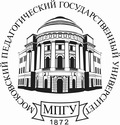 МОСКОВСКИЙ ПЕДАГОГИЧЕСКИЙ ГОСУДАРСТВЕННЫЙ УНИВЕРСИТЕТ
МПГУ
1872